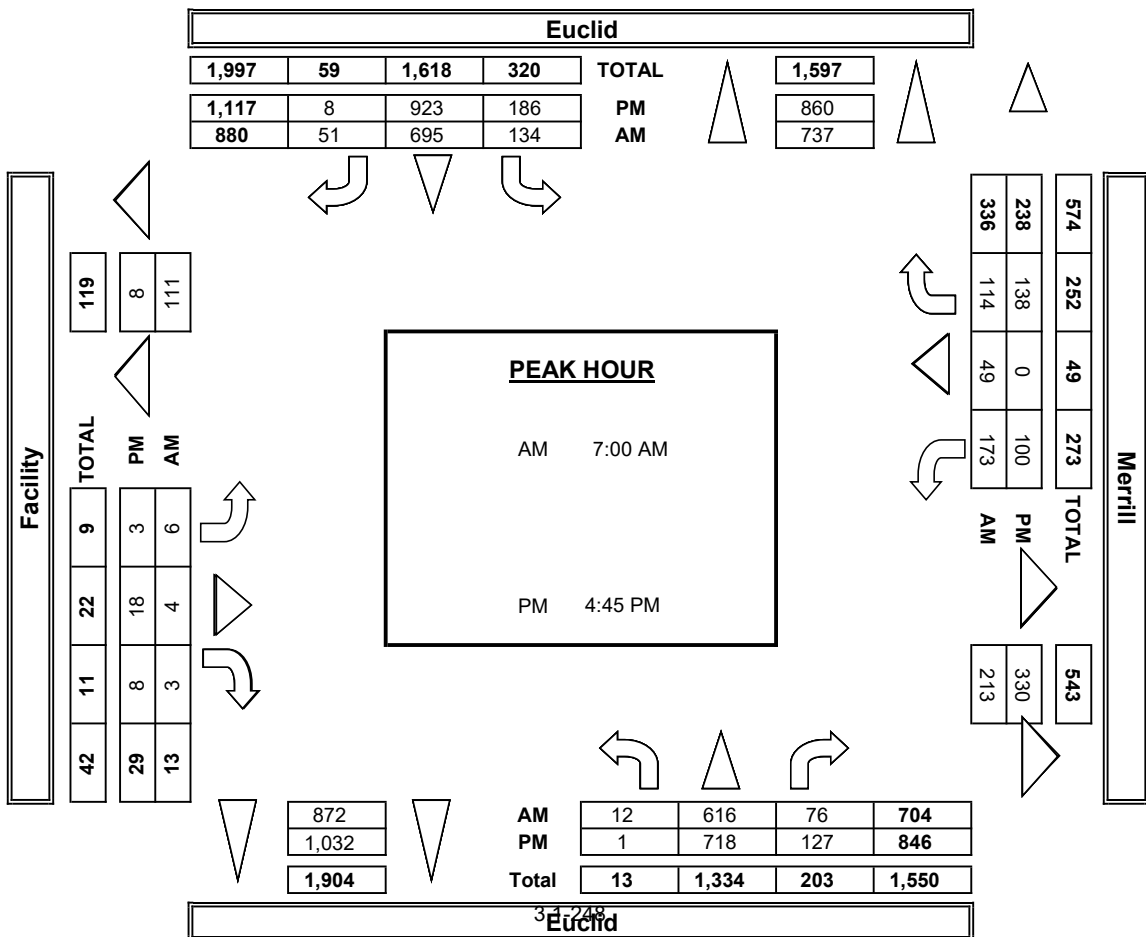 Euclid
1,997 59 1,618 320 TOTAL 1,597
1,117 8 923 186 PM 860
880 51 695 134 AM 737
Facility
119
8
111
TOTAL 9 22 11 42
PM 3 18 8 29
AM 6 4 3 13
PEAK HOUR
AM 7:00 AM
PM 4:45 PM
574 252 49 273 TOTAL
238 138 0 100 PM
336 114 49 173 AM
543
330
213
Merrill
872 AM 12 616 76 704
1,032 PM 1 718 127 846
1,904 Total 13 1,334 203 1,550
3.1-248
Euclid